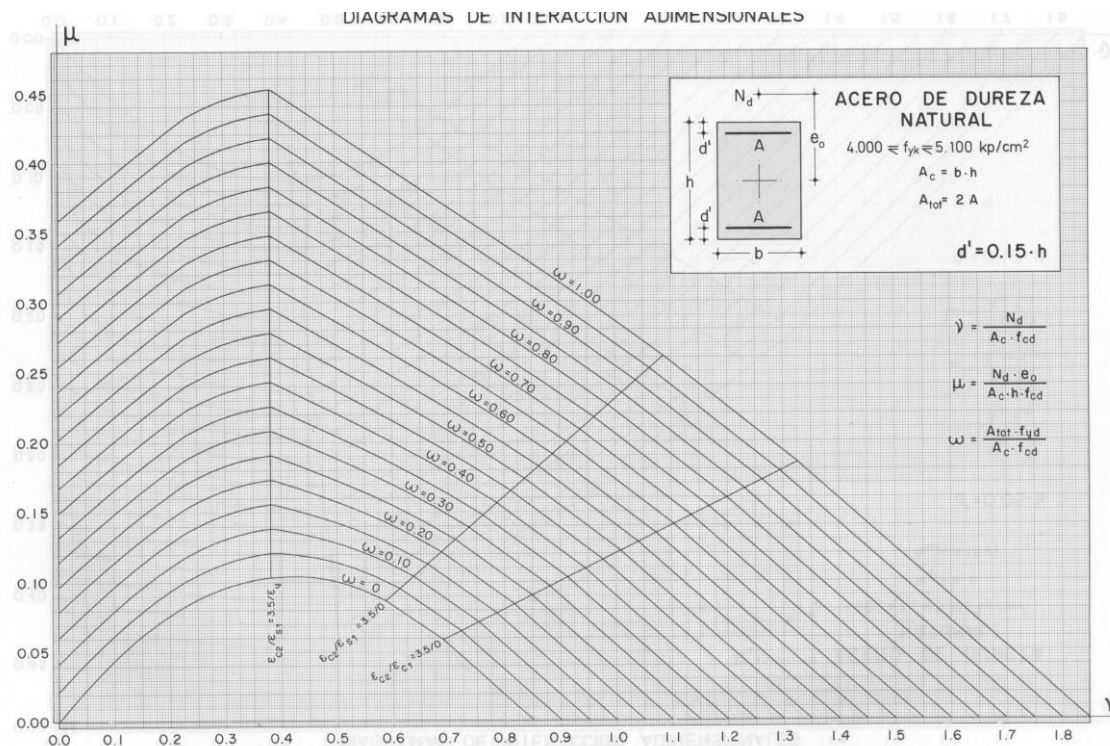 DIAGRAMAS DE INTERACCION ADIMENSIONALES
μ
0.45
0.40
0.35
0.30
0.25
0.20
0.15
0.10
0.05
0.00
0.0 0.1 0.2 0.3 0.4 0.5 0.6 0.7 0.8 0.9 1.0 1.1 1.2 1.3 1.4 1.5 1.6 1.7 1.8
ω=1.00
ω=0.90
ω=0.80
ω=0.70
ω=0.60
ω=0.50
ω=0.40
ω=0.30
ω=0.20
ω=0.10
ω= 0
εc2/εs1=3.5/εy
εc2/εs1=3.5/0
εc2/εc1=3.5/0
Nd
e₀
d'
A
h
A
d'
b
ACERO DE DUREZA
NATURAL
4.000 ≤ fyk ≤ 5.100 kp/cm²
Ac = b·h
Atot= 2 A
d'=0.15·h
ν = Nd / Ac·fcd
μ = Nd·e₀ / Ac·h·fcd
ω = Atot·fyd / Ac·fcd